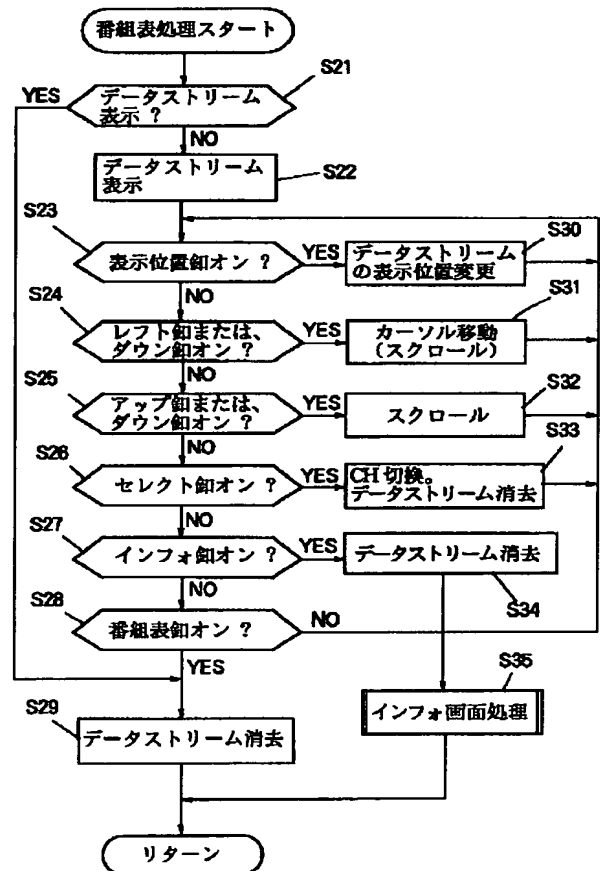 番組表処理スタート
S21
YES
データストリーム
表示 ?
NO
データストリーム
表示
S22
S23
表示位置釦オン ?
YES
データストリーム
の表示位置変更
S30
NO
S24
レフト釦または、
ダウン釦オン ?
YES
カーソル移動
(スクロール)
S31
NO
S25
アップ釦または、
ダウン釦オン ?
YES
スクロール
S32
NO
S26
セレクト釦オン ?
YES
CH切換。
データストリーム消去
S33
NO
S27
インフォ釦オン ?
YES
データストリーム消去
S34
NO
S28
番組表釦オン ?
NO
YES
S35
インフォ画面処理
S29
データストリーム消去
リターン